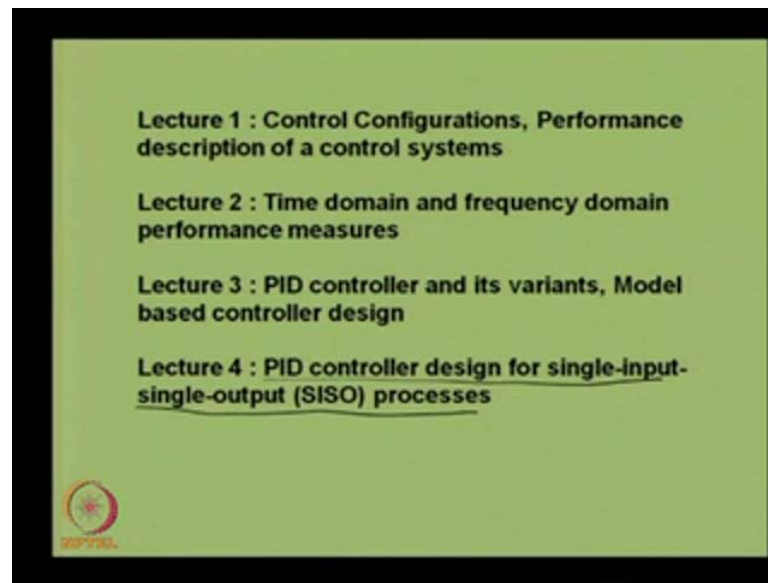 Lecture 1 : Control Configurations, Performance
description of a control systems
Lecture 2 : Time domain and frequency domain
performance measures
Lecture 3 : PID controller and its variants, Model
based controller design
Lecture 4 : PID controller design for single-input-
single-output (SISO) processes
NPTEL